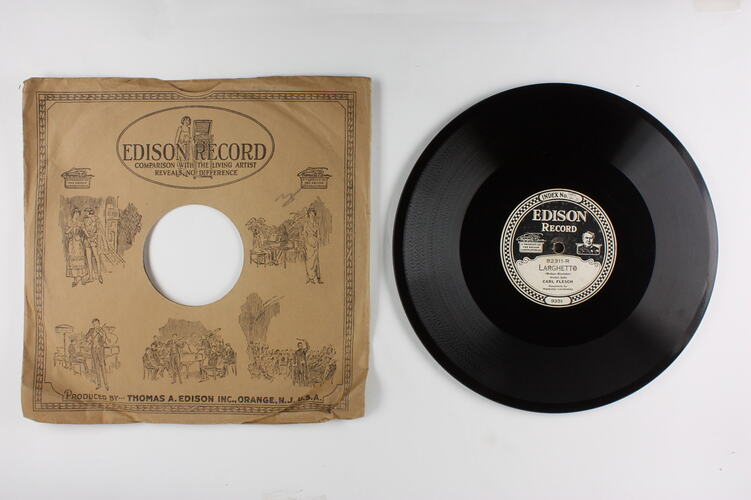 EDISON RECORD
COMPARISON WITH THE LIVING ARTIST
REVEALS NO DIFFERENCE
PRODUCED BY— THOMAS A. EDISON INC., ORANGE, N.J., U.S.A.
INDEX No.
EDISON
RECORD
82311-R
LARGHETTO
CARL FLESCH
9331